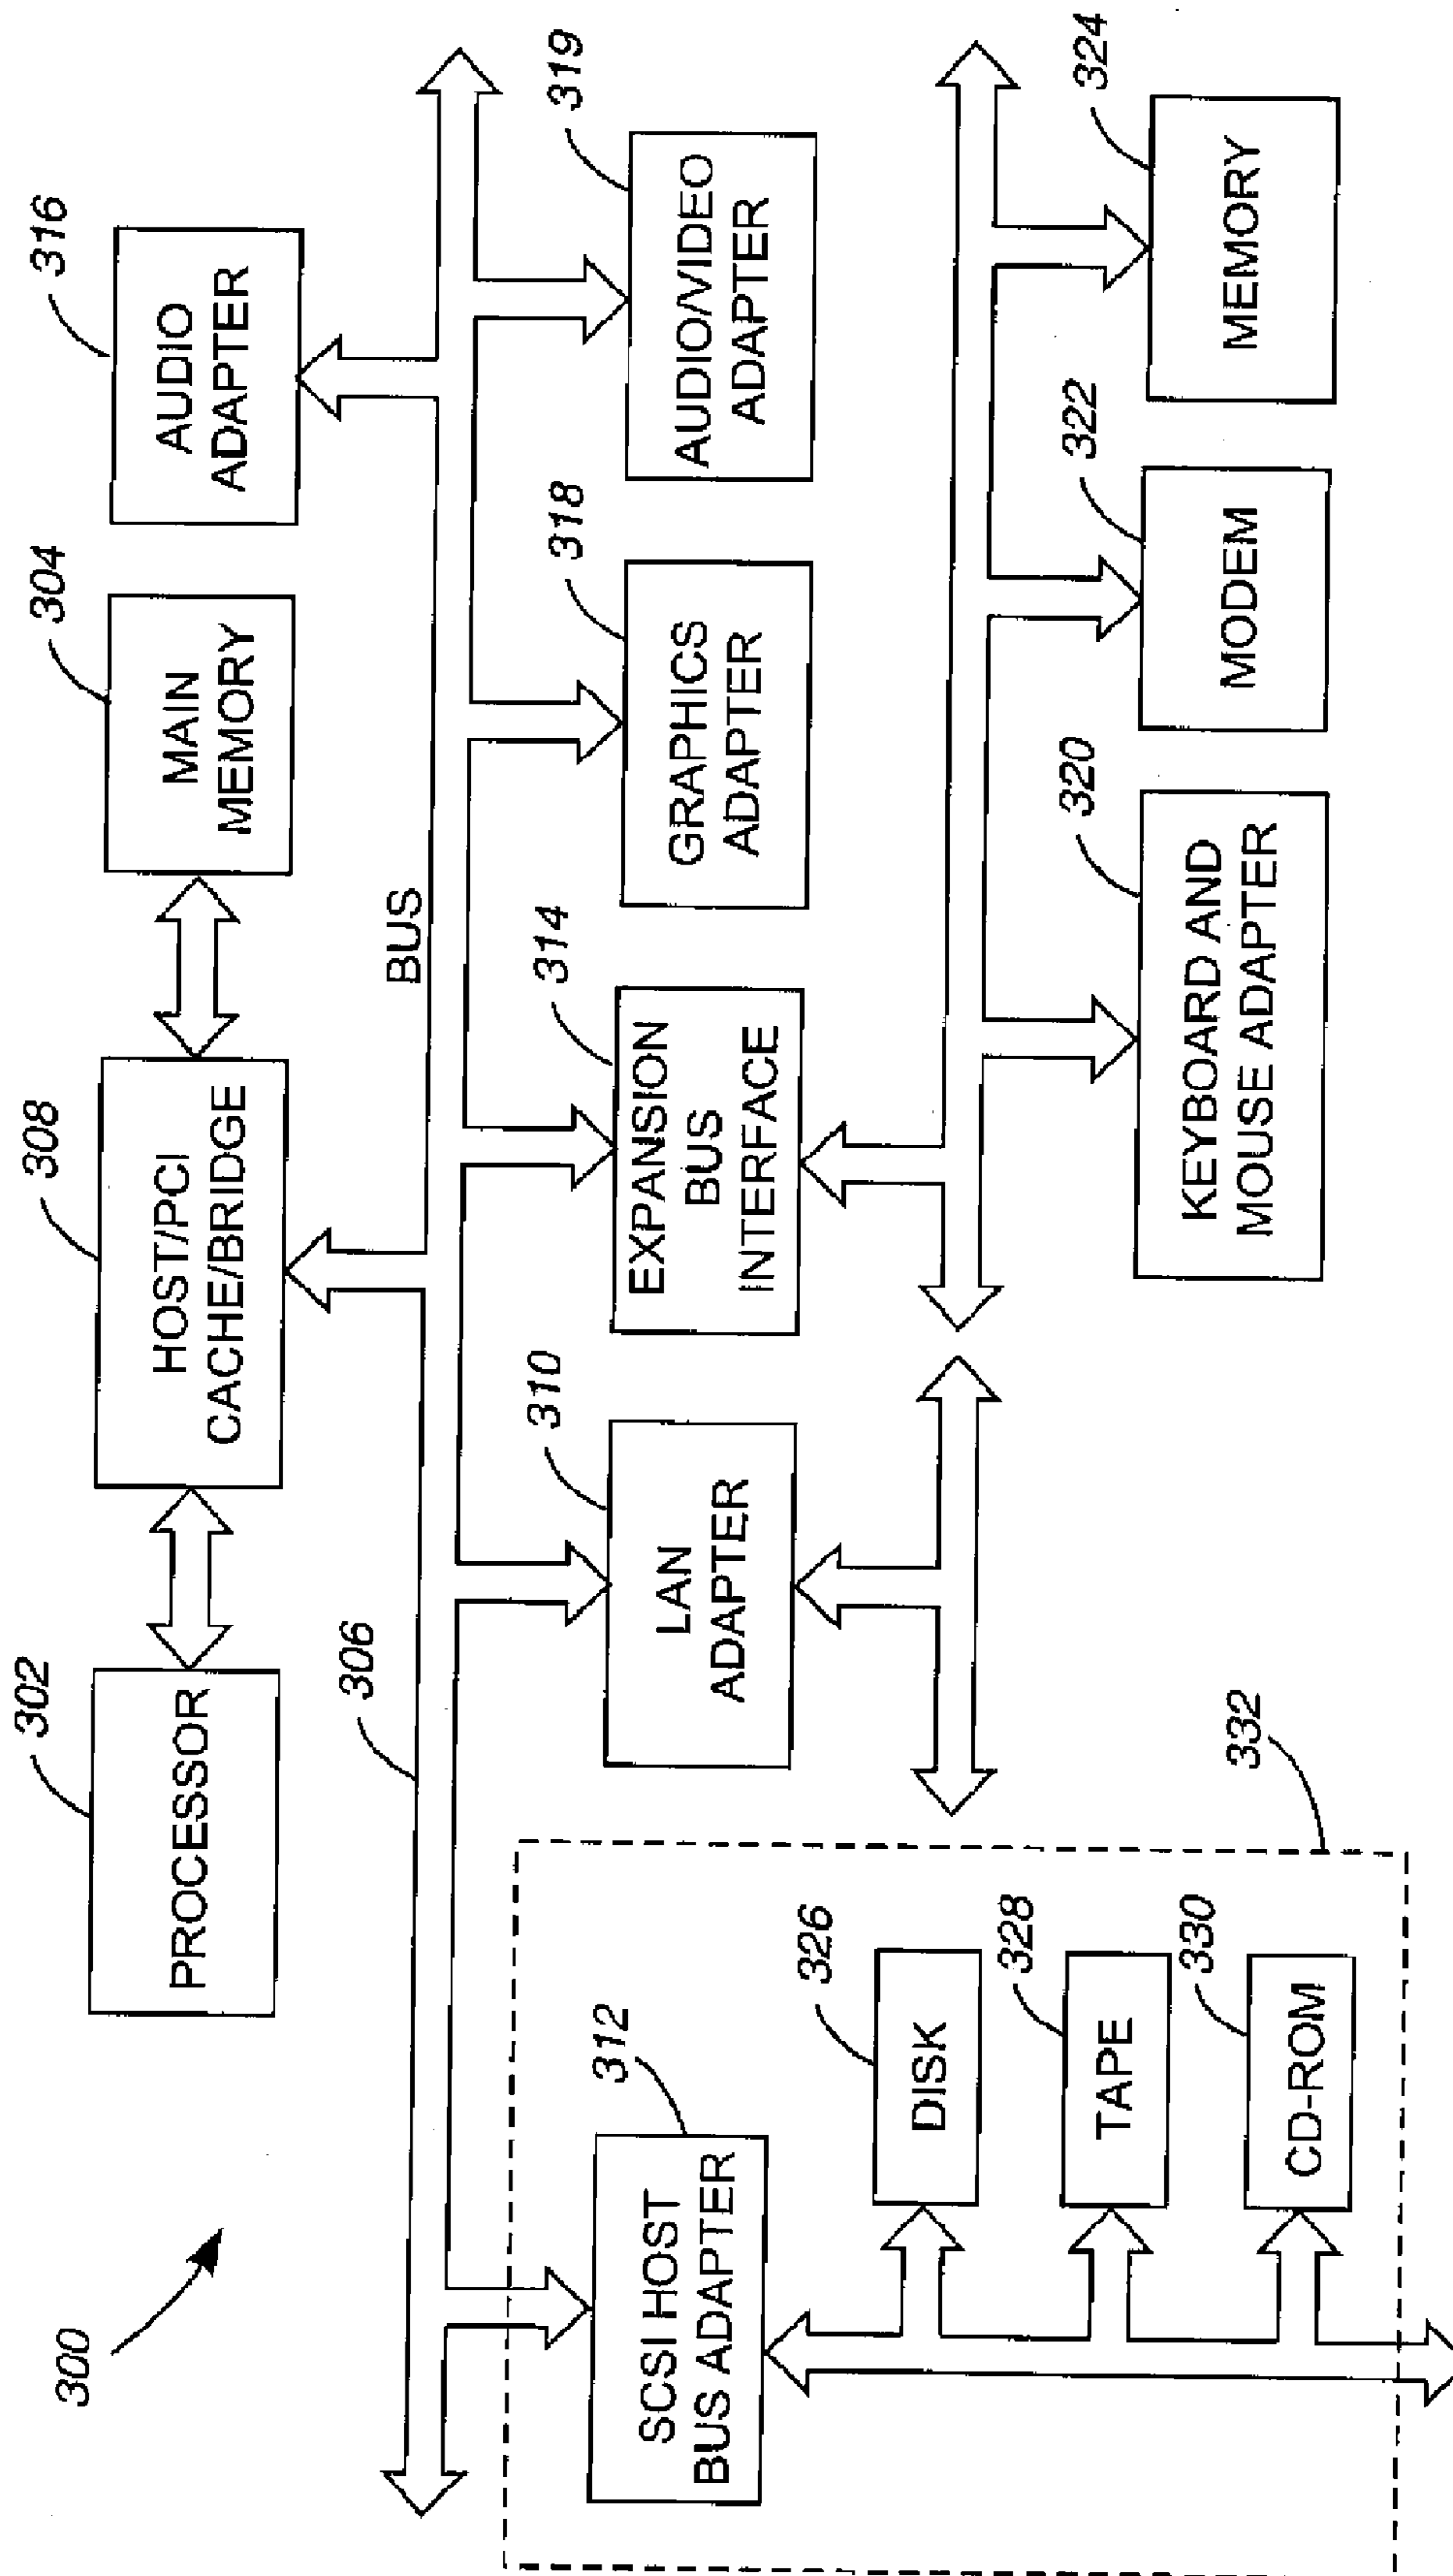 300
302
PROCESSOR
308
HOST/PCI
CACHE/BRIDGE
304
MAIN
MEMORY
316
AUDIO
ADAPTER
306
BUS
312
SCSI HOST
BUS ADAPTER
310
LAN
ADAPTER
314
EXPANSION
BUS
INTERFACE
318
GRAPHICS
ADAPTER
319
AUDIO/VIDEO
ADAPTER
326
DISK
328
TAPE
330
CD-ROM
332
320
KEYBOARD AND
MOUSE ADAPTER
322
MODEM
324
MEMORY